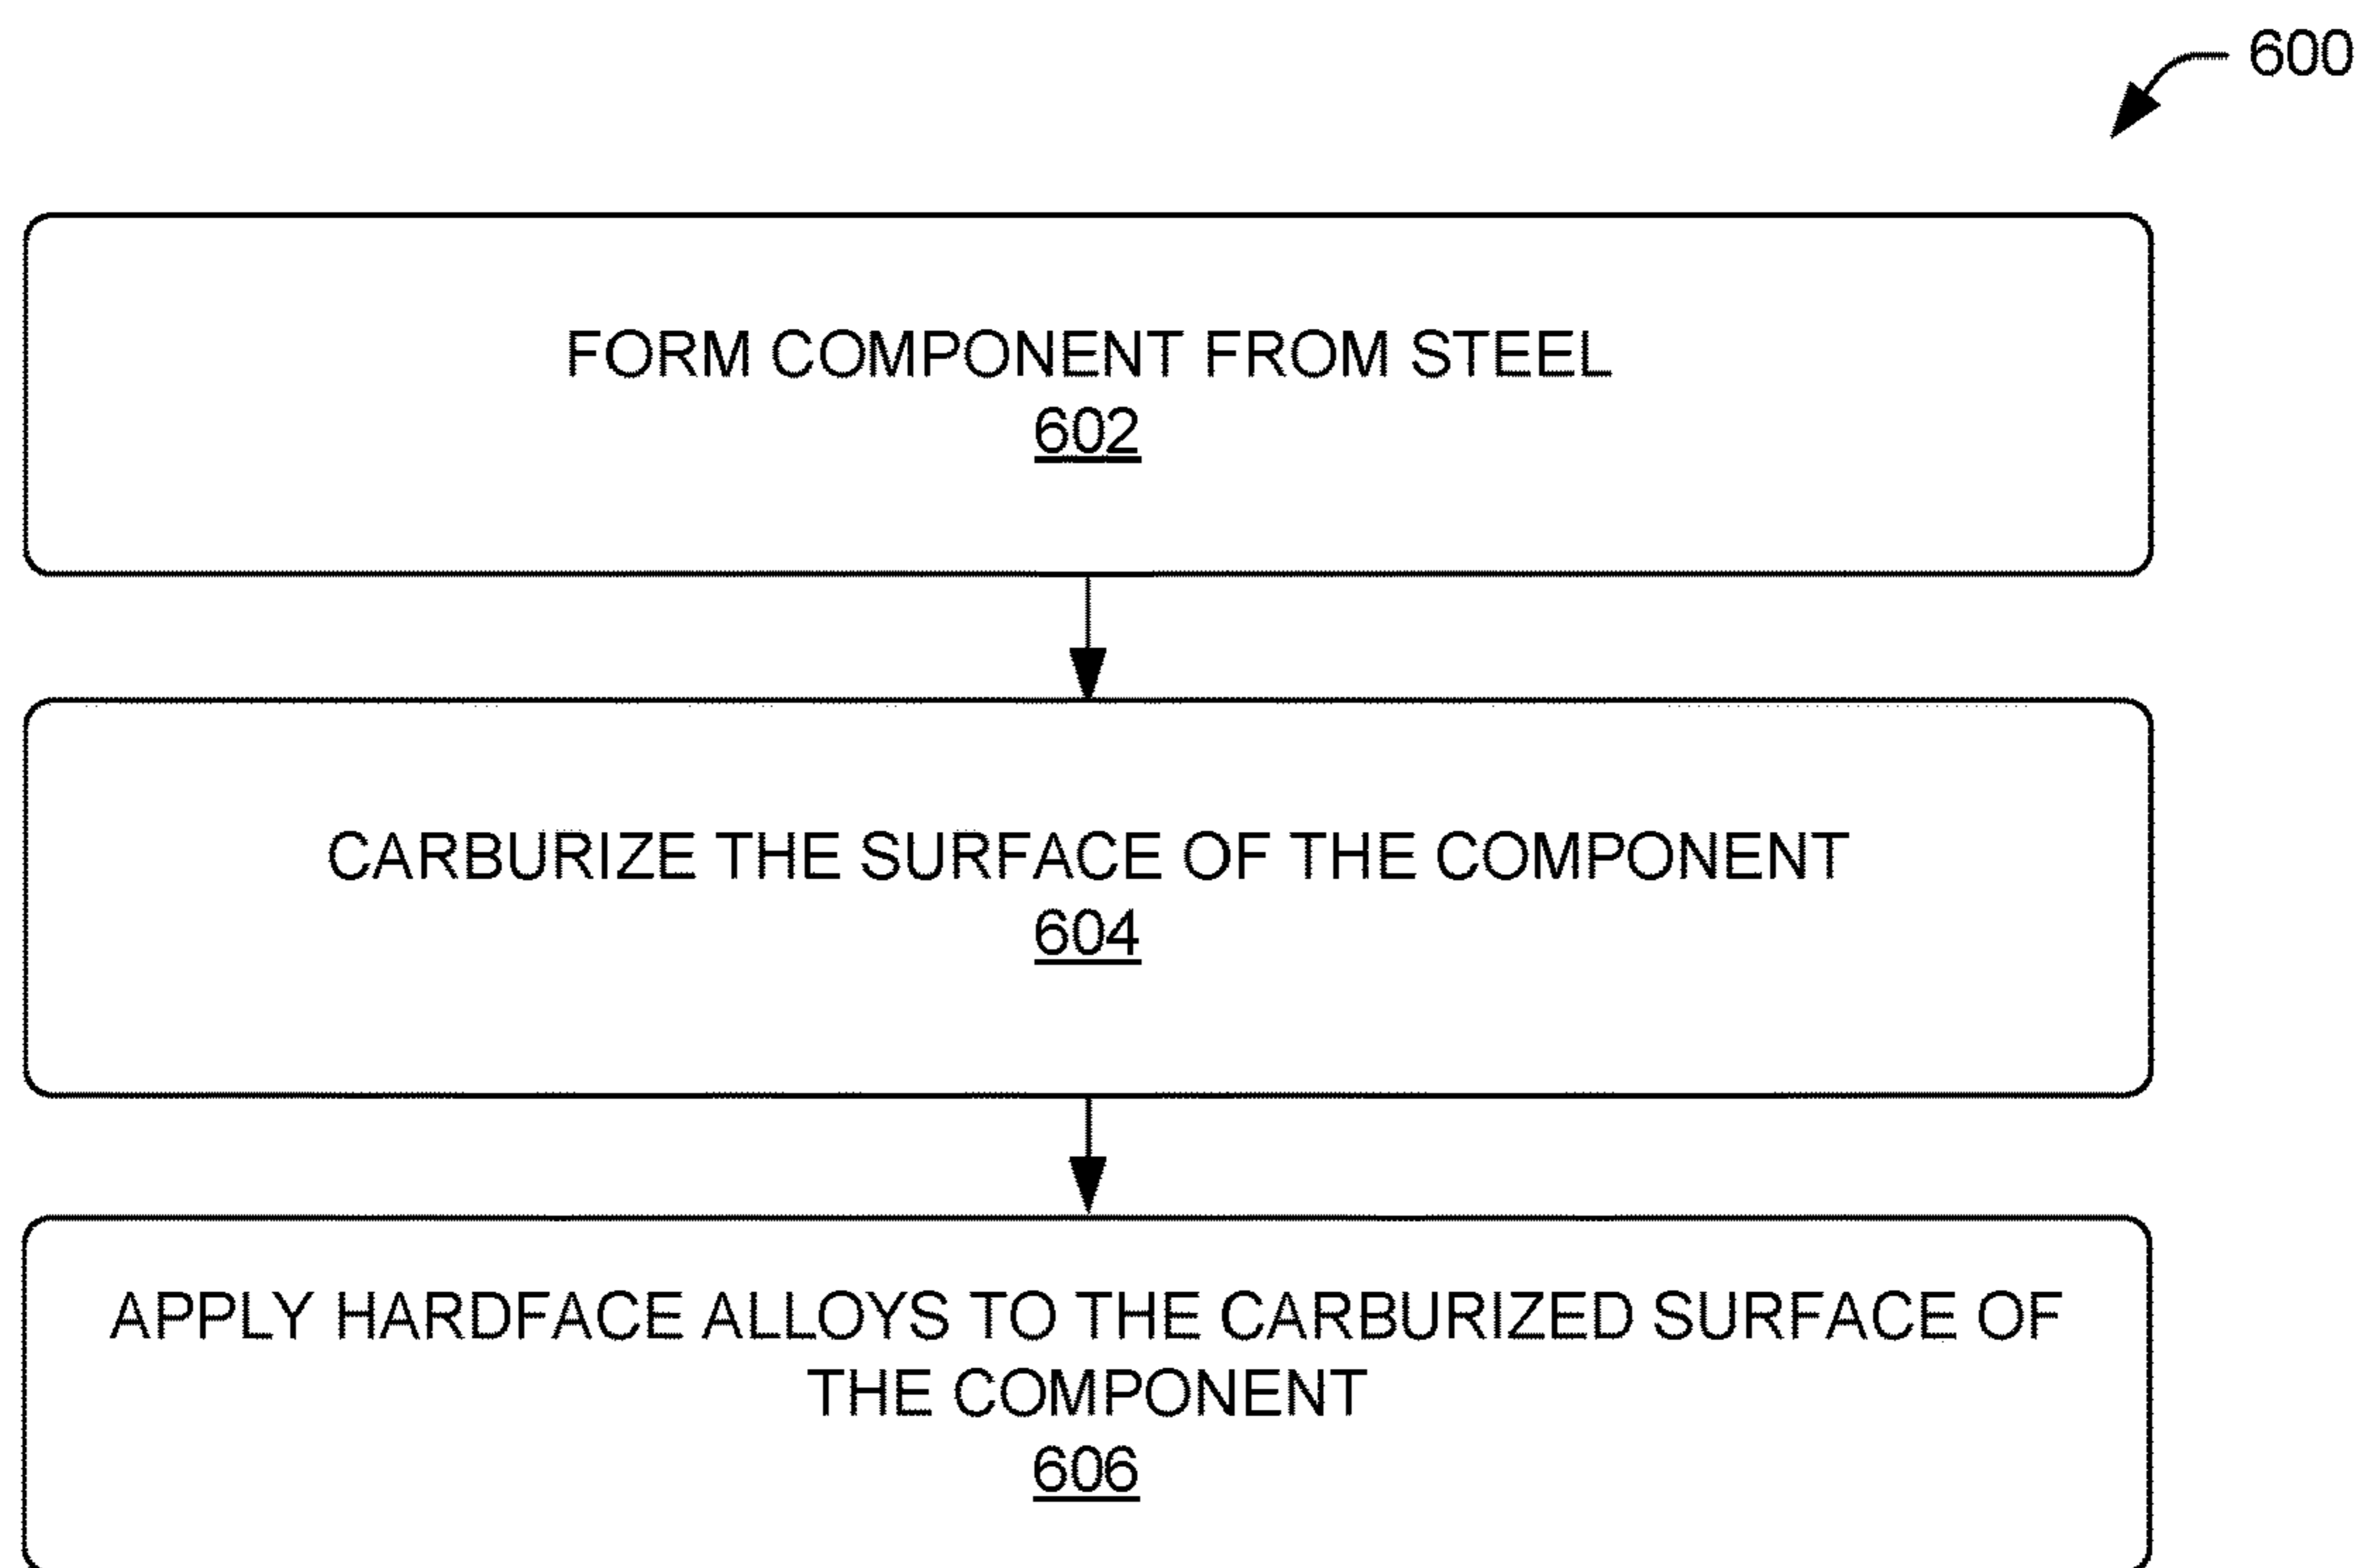 600
FORM COMPONENT FROM STEEL
602
CARBURIZE THE SURFACE OF THE COMPONENT
604
APPLY HARDFACE ALLOYS TO THE CARBURIZED SURFACE OF
THE COMPONENT
606